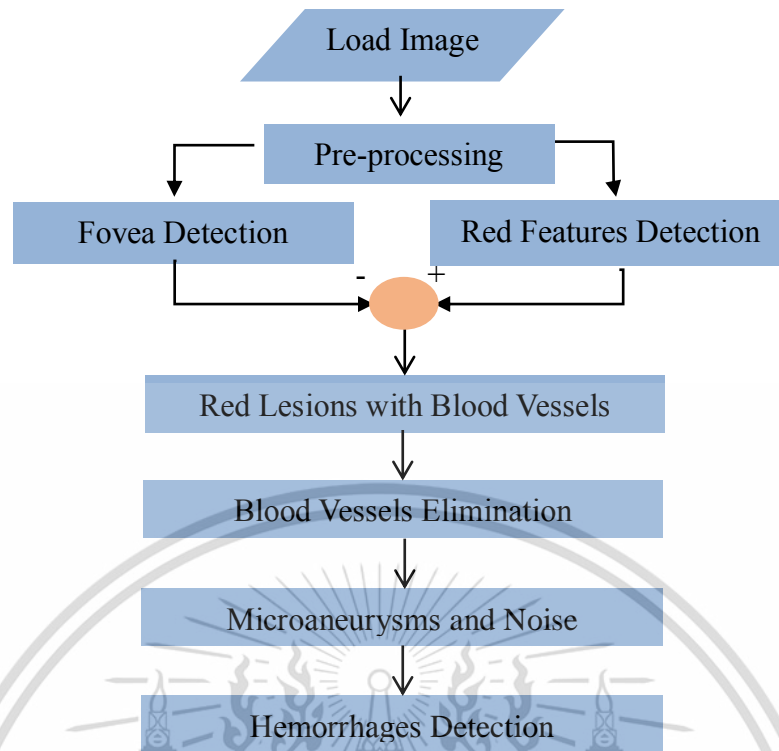 Load Image
Pre-processing
Fovea Detection
Red Features Detection
- +
Red Lesions with Blood Vessels
Blood Vessels Elimination
Microaneurysms and Noise
Hemorrhages Detection